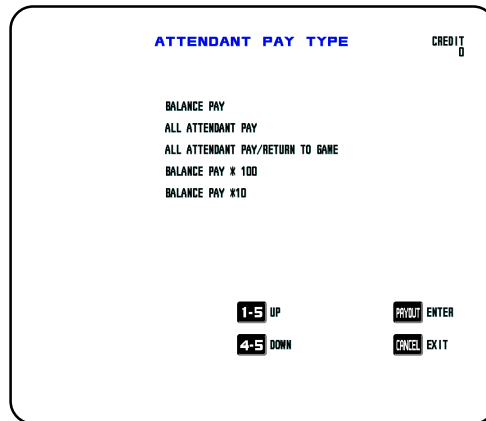 ATTENDANT PAY TYPE
CREDIT
0
BALANCE PAY
ALL ATTENDANT PAY
ALL ATTENDANT PAY/RETURN TO GAME
BALANCE PAY * 100
BALANCE PAY *10
1-5 UP
PAYOUT ENTER
4-5 DOWN
CANCEL EXIT